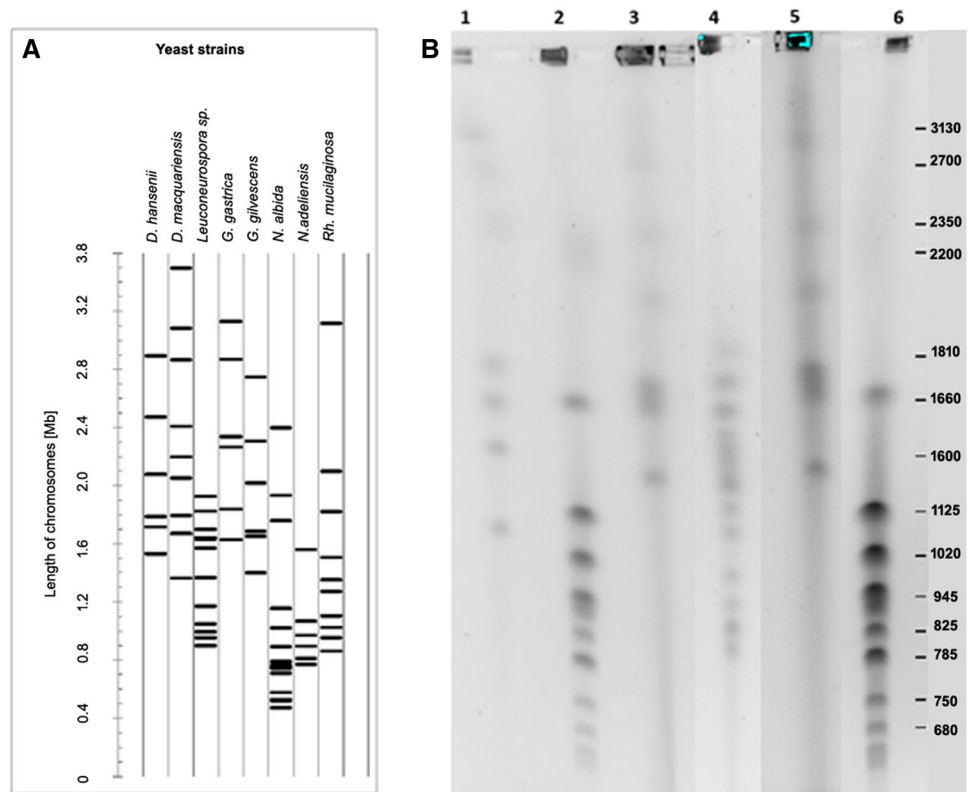 A
Yeast strains
D. hansenii
D. macquariensis
Leuconeurospora sp.
G. gastrica
G. gilvescens
N. albida
N.adeliensis
Rh. mucilaginosa
Length of chromosomes [Mb]
3.8
3.2
2.8
2.4
2.0
1.6
1.2
0.8
0.4
0
B
1 2 3 4 5 6
3130
2700
2350
2200
1810
1660
1600
1125
1020
945
825
785
750
680